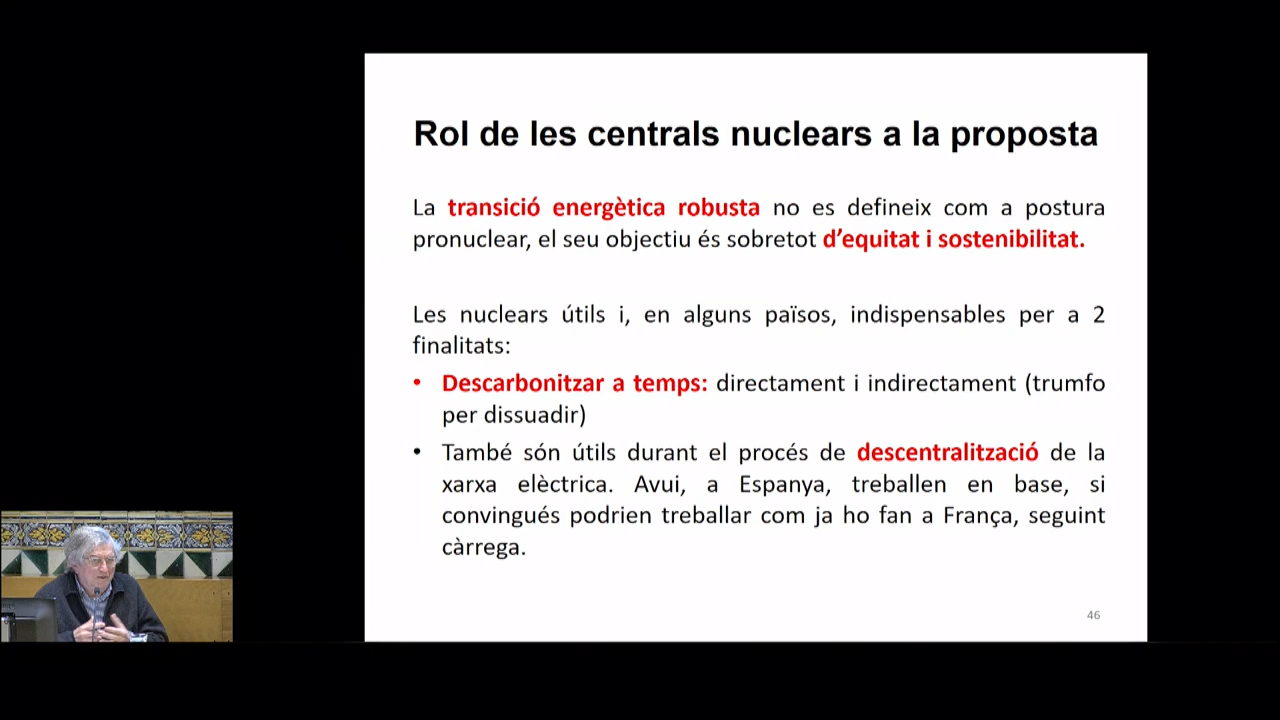 Rol de les centrals nuclears a la proposta
La transició energètica robusta no es defineix com a postura
pronuclear, el seu objectiu és sobretot d’equitat i sostenibilitat.
Les nuclears útils i, en alguns països, indispensables per a 2
finalitats:
• Descarbonitzar a temps: directament i indirectament (trumfo
per dissuadir)
• També són útils durant el procés de descentralització de la
xarxa elèctrica. Avui, a Espanya, treballen en base, si
convingués podrien treballar com ja ho fan a França, seguint
càrrega.
46